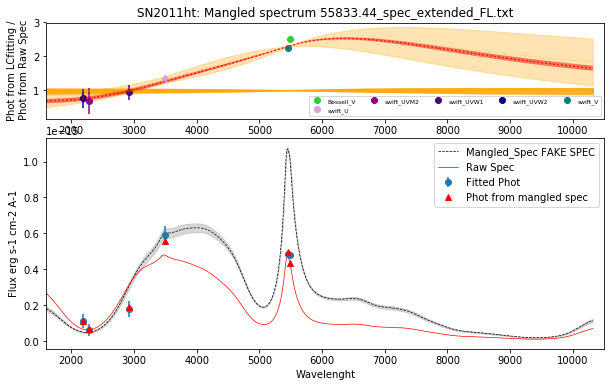 SN2011ht: Mangled spectrum 55833.44_spec_extended_FL.txt
Phot from LCfitting /
Phot from Raw Spec
3
2
1
Bessell_V
swift_UVM2
swift_UVW1
swift_UVW2
swift_V
swift_U
2000 3000 4000 5000 6000 7000 8000 9000 10000
1e−15
Flux erg s-1 cm-2 A-1
1.0
0.8
0.6
0.4
0.2
0.0
Mangled_Spec FAKE SPEC
Raw Spec
Fitted Phot
Phot from mangled spec
2000 3000 4000 5000 6000 7000 8000 9000 10000
Wavelenght